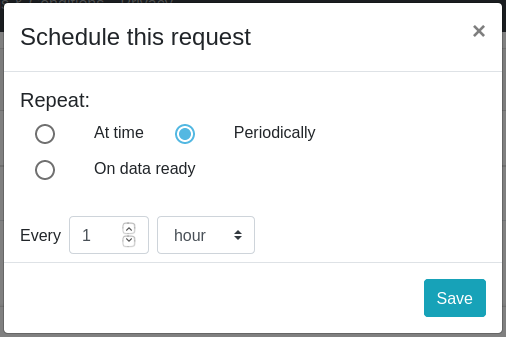 Schedule this request ×
Repeat:
At time Periodically
On data ready
Every 1 hour
Save